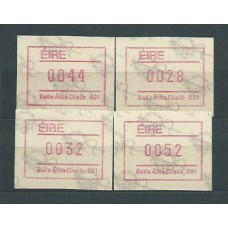 ÉIRE
0044
Baile Átha Cliath 001
ÉIRE
0028
Baile Átha Cliath 001
ÉIRE
0032
Baile Átha Cliath 001
ÉIRE
0052
Baile Átha Cliath 001